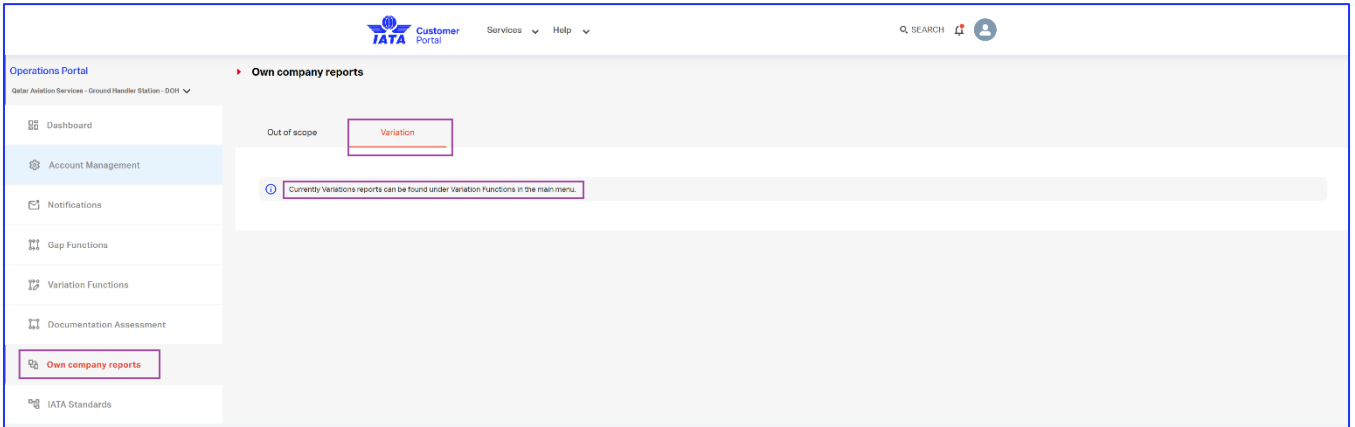 IATA Customer Portal
Services
Help
SEARCH
Operations Portal
Qatar Aviation Services - Ground Handler Station - DOH
Own company reports
Dashboard
Account Management
Notifications
Gap Functions
Variation Functions
Documentation Assessment
Own company reports
IATA Standards
Out of scope
Variation
Currently Variations reports can be found under Variation Functions in the main menu.